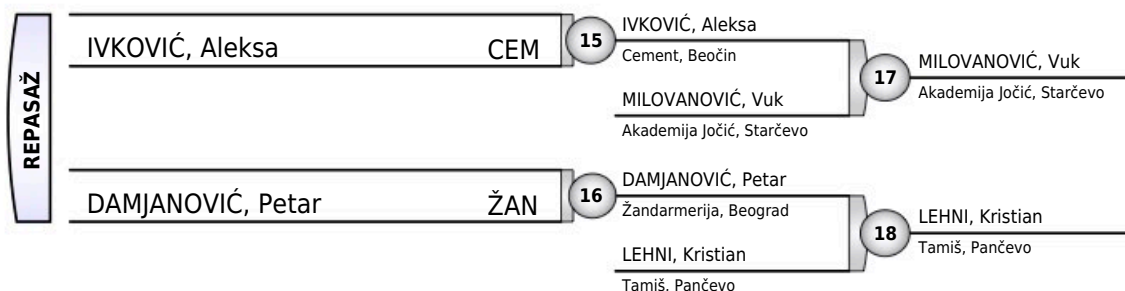 REPASAŽ
IVKOVIĆ, Aleksa CEM
15
IVKOVIĆ, Aleksa
Cement, Beočin
MILOVANOVIĆ, Vuk
Akademija Jočić, Starčevo
17
MILOVANOVIĆ, Vuk
Akademija Jočić, Starčevo
DAMJANOVIĆ, Petar ŽAN
16
DAMJANOVIĆ, Petar
Žandarmerija, Beograd
LEHNI, Kristian
Tamiš, Pančevo
18
LEHNI, Kristian
Tamiš, Pančevo